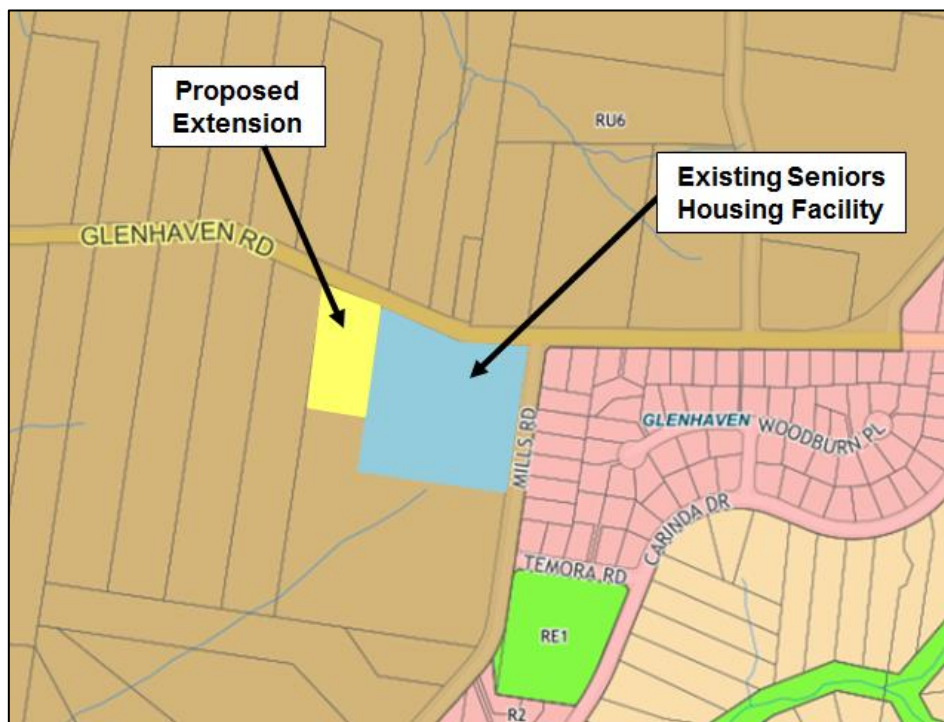 Proposed
Extension
RU6
Existing Seniors
Housing Facility
GLENHAVEN RD
MILLS RD
GLENHAVEN
WOODBURN PL
CARINDA DR
TEMORA RD
RE1
R2